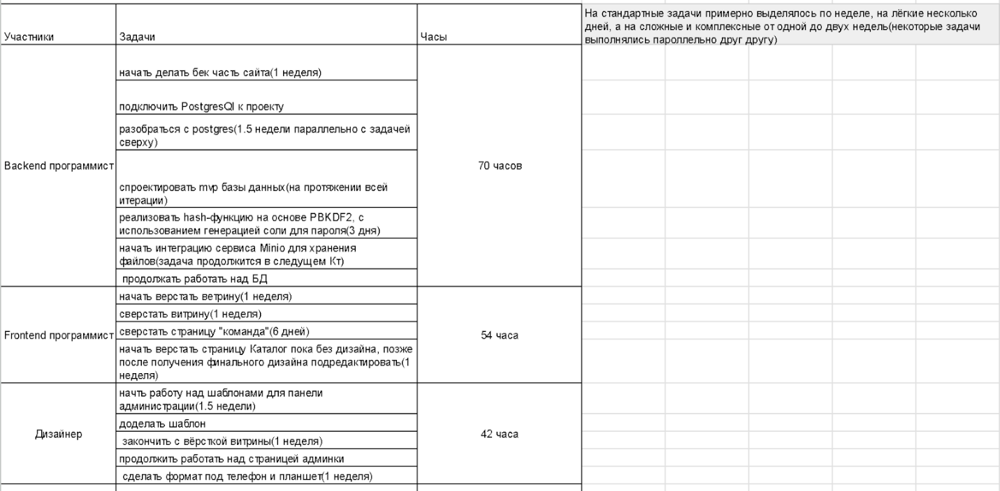 Участники
Задачи
Часы
На стандартные задачи примерно выделялось по неделе, на лёгкие несколько
дней, а на сложные и комплексные от одной до двух недель(некоторые задачи
выполнялись пароллельно друг другу)
Backend программист
начать делать бек часть сайта(1 неделя)
подключить PostgresQl к проекту
разобраться с postgres(1.5 недели параллельно с задачей
сверху)
спроектировать mvp базы данных(на протяжении всей
итерации)
реализовать hash-функцию на основе PBKDF2, с
использованием генерацией соли для пароля(3 дня)
начать интеграцию сервиса Minio для хранения
файлов(задача продолжится в следущем Кт)
продолжать работать над БД
70 часов
Frontend программист
начать верстать ветрину(1 неделя)
сверстать витрину(1 неделя)
сверстать страницу "команда"(6 дней)
начать верстать страницу Каталог пока без дизайна, позже
после получения финального дизайна подредактировать(1
неделя)
54 часа
Дизайнер
начть работу над шаблонами для панели
администрации(1.5 недели)
доделать шаблон
закончить с вёрсткой витрины(1 неделя)
продолжить работать над страницей админки
сделать формат под телефон и планшет(1 неделя)
42 часа